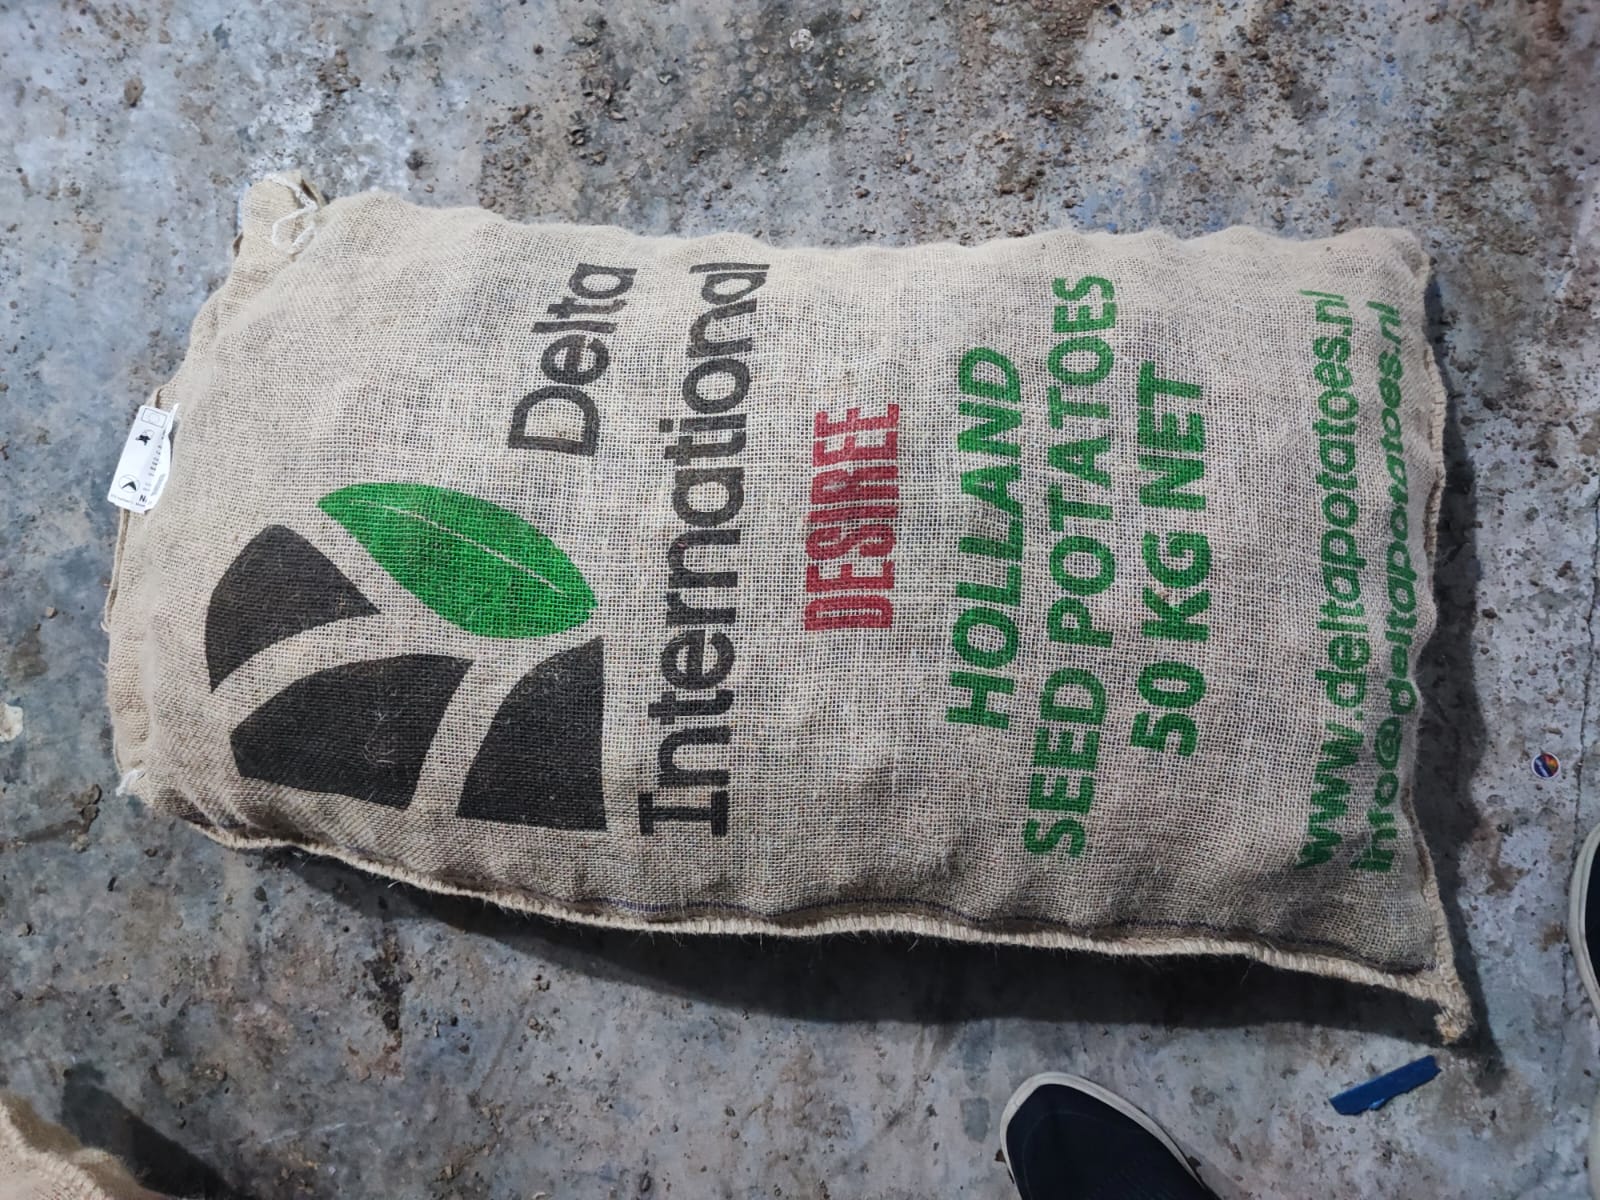 Delta
International
DESIREE
HOLLAND
SEED POTATOES
50 KG NET
www.deltapotatoes.nl
info@deltapotatoes.nl